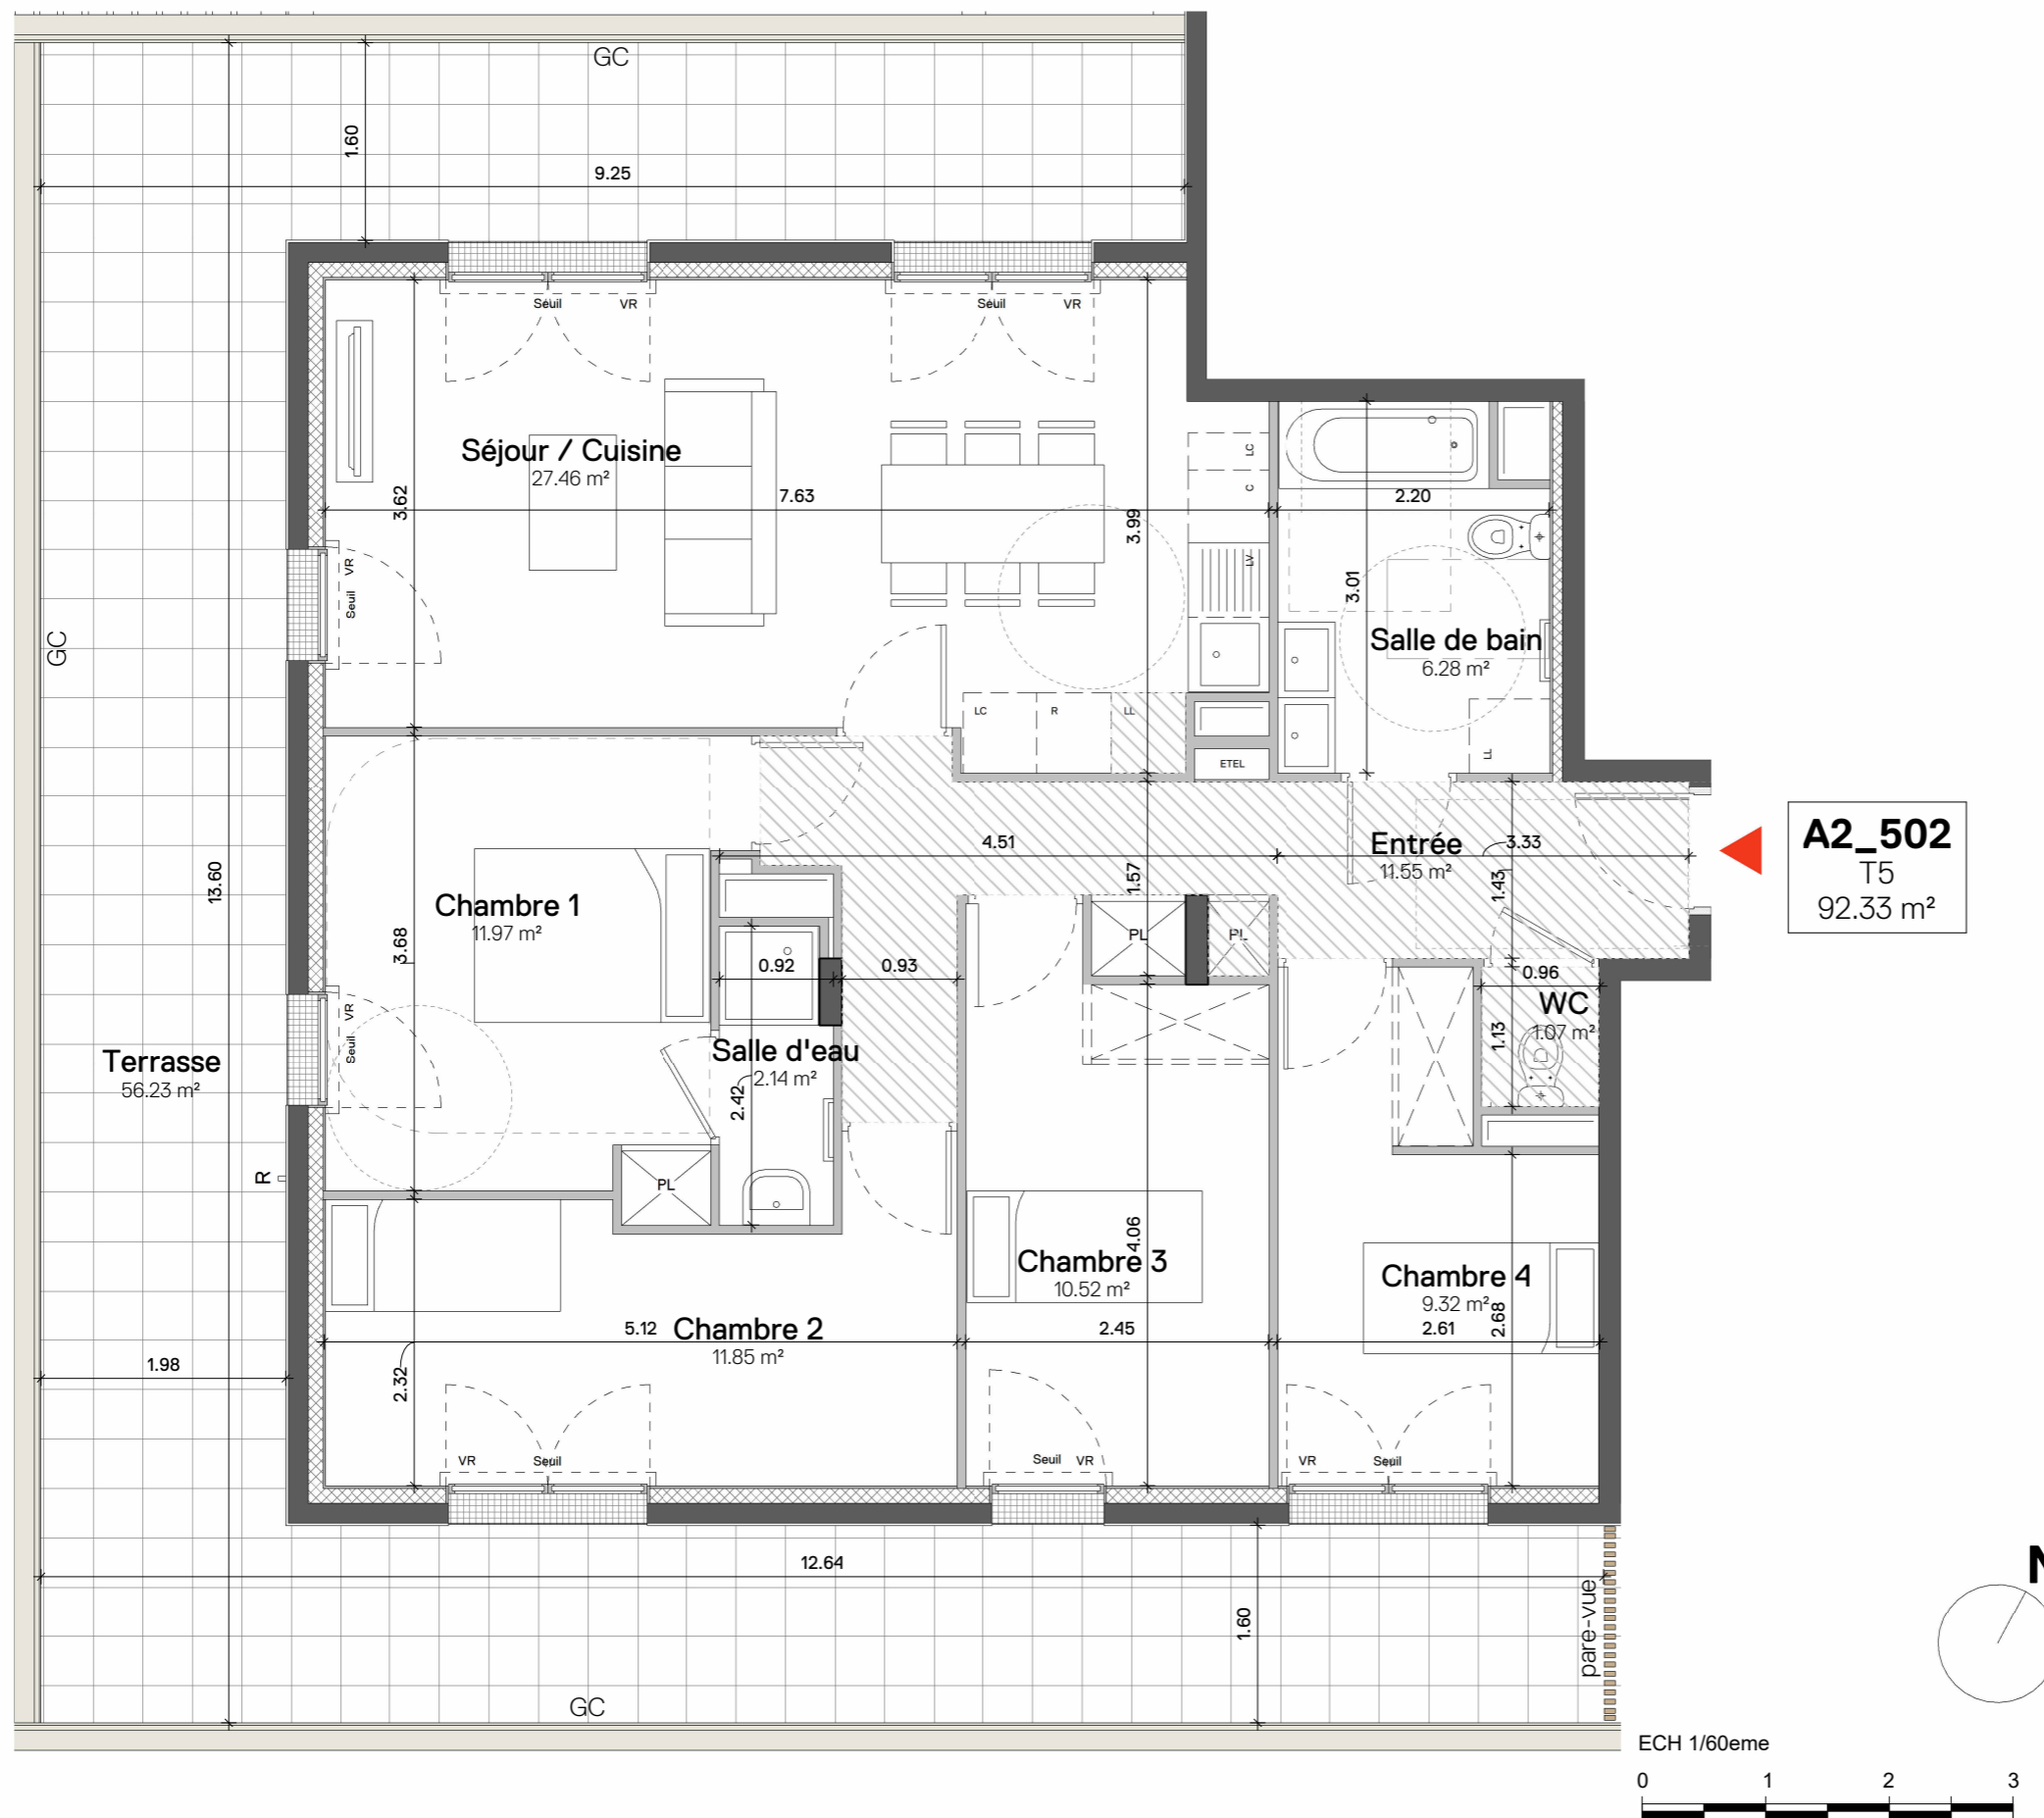 GC
1.60
9.25
Seuil
VR
Seuil
VR
Séjour / Cuisine
27.46 m²
3.62
7.63
3.99
LC
C
LV
2.20
3.01
Salle de bain
6.28 m²
VR
Seuil
GC
LC
R
LL
ETEL
LL
4.51
Entrée
11.55 m²
3.33
1.57
1.43
A2_502
T5
92.33 m²
13.60
Chambre 1
11.97 m²
3.68
PL
PL
0.92
0.93
0.96
WC
1.07 m²
1.13
VR
Seuil
Terrasse
56.23 m²
Salle d'eau
2.14 m²
2.42
R
PL
4.06
Chambre 3
10.52 m²
Chambre 4
9.32 m²
2.68
5.12
Chambre 2
11.85 m²
2.45
2.61
1.98
2.32
VR
Seuil
Seuil
VR
VR
Seuil
12.64
1.60
pare-vue
N
GC
ECH 1/60eme
0
1
2
3